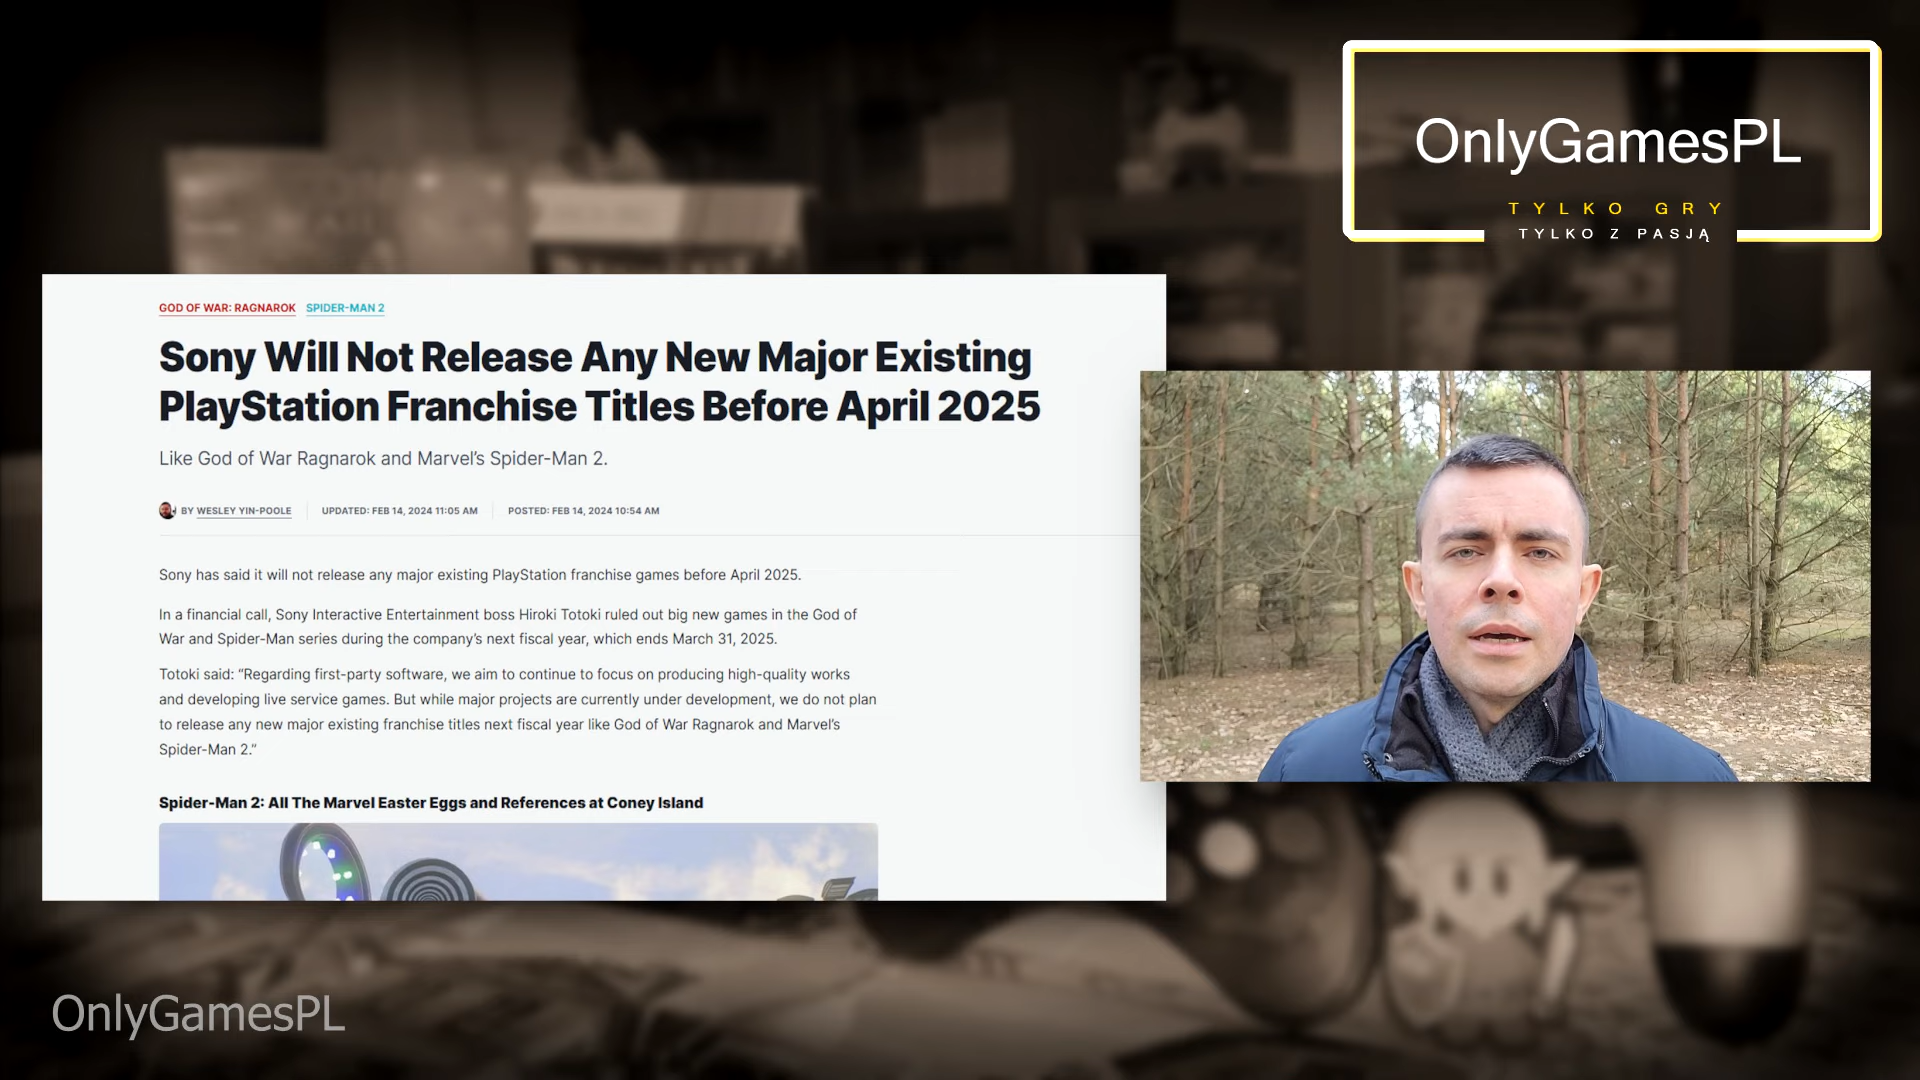 OnlyGamesPL
TYLKO GRY
TYLKO Z PASJĄ
GOD OF WAR: RAGNAROK SPIDER-MAN 2
Sony Will Not Release Any New Major Existing
PlayStation Franchise Titles Before April 2025
Like God of War Ragnarok and Marvel's Spider-Man 2.
BY WESLEY YIN-POOLE UPDATED: FEB 14, 2024 11:05 AM POSTED: FEB 14, 2024 10:54 AM
Sony has said it will not release any major existing PlayStation franchise games before April 2025.
In a financial call, Sony Interactive Entertainment boss Hiroki Totoki ruled out big new games in the God of
War and Spider-Man series during the company's next fiscal year, which ends March 31, 2025.
Totoki said: “Regarding first-party software, we aim to continue to focus on producing high-quality works
and developing live service games. But while major projects are currently under development, we do not plan
to release any new major existing franchise titles next fiscal year like God of War Ragnarok and Marvel's
Spider-Man 2.”
Spider-Man 2: All The Marvel Easter Eggs and References at Coney Island
OnlyGamesPL